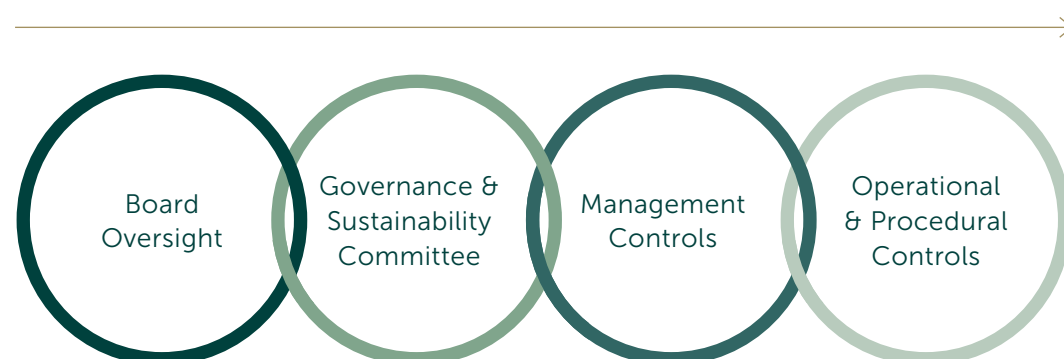 Board
Oversight
Governance &
Sustainability
Committee
Management
Controls
Operational
& Procedural
Controls